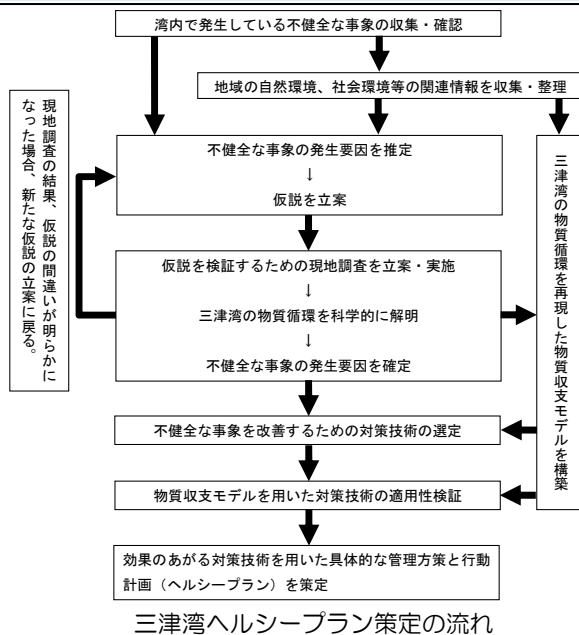 湾内で発生している不健全な事象の収集・確認
地域の自然環境、社会環境等の関連情報を収集・整理
現地調査の結果、仮説の間違いが明らかに
なった場合、新たな仮説の立案に戻る。
不健全な事象の発生要因を推定
↓
仮説を立案
三津湾の物質循環を再現した物質収支モデルを構築
仮説を検証するための現地調査を立案・実施
↓
三津湾の物質循環を科学的に解明
↓
不健全な事象の発生要因を確定
不健全な事象を改善するための対策技術の選定
物質収支モデルを用いた対策技術の適用性検証
効果のあがる対策技術を用いた具体的な管理方策と行動
計画（ヘルシープラン）を策定
三津湾ヘルシープラン策定の流れ